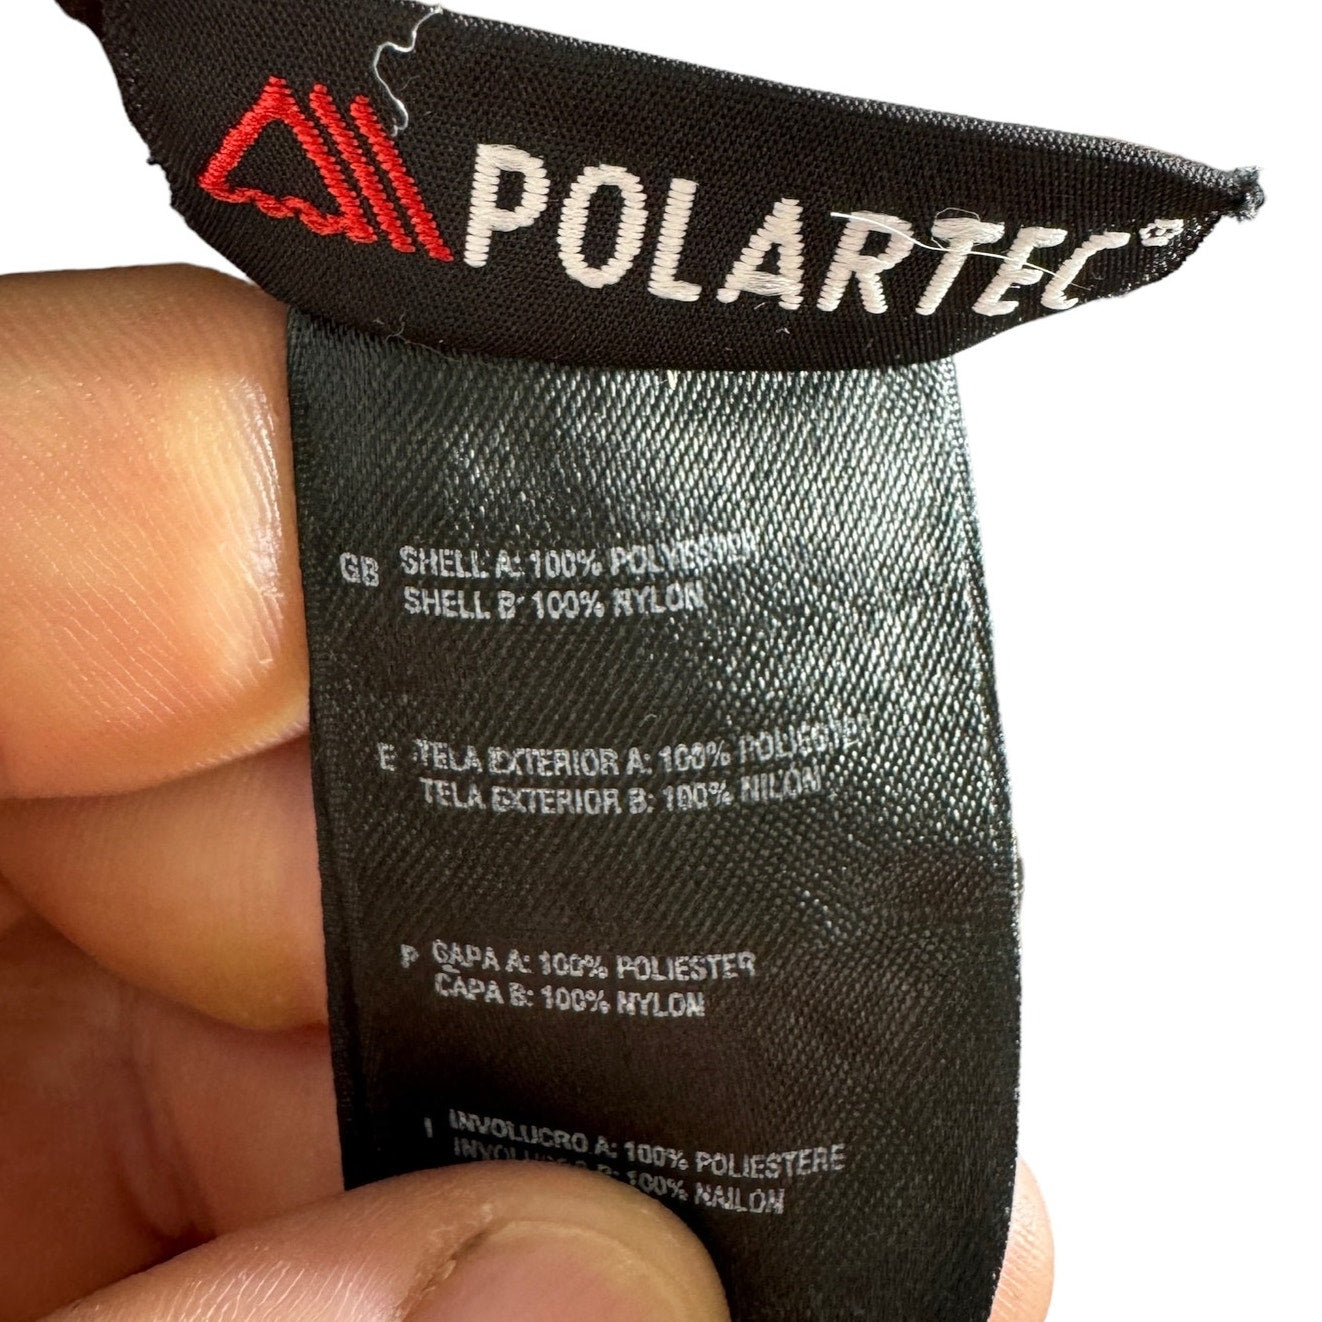 POLARTEC®
GB SHELL A: 100% POLYESTER
SHELL B: 100% NYLON
E TELA EXTERIOR A: 100% POLIESTER
TELA EXTERIOR B: 100% NILON
P CAPA A: 100% POLIESTER
CAPA B: 100% NYLON
I INVOLUCRO A: 100% POLIESTERE
INVOLUCRO B: 100% NAILON